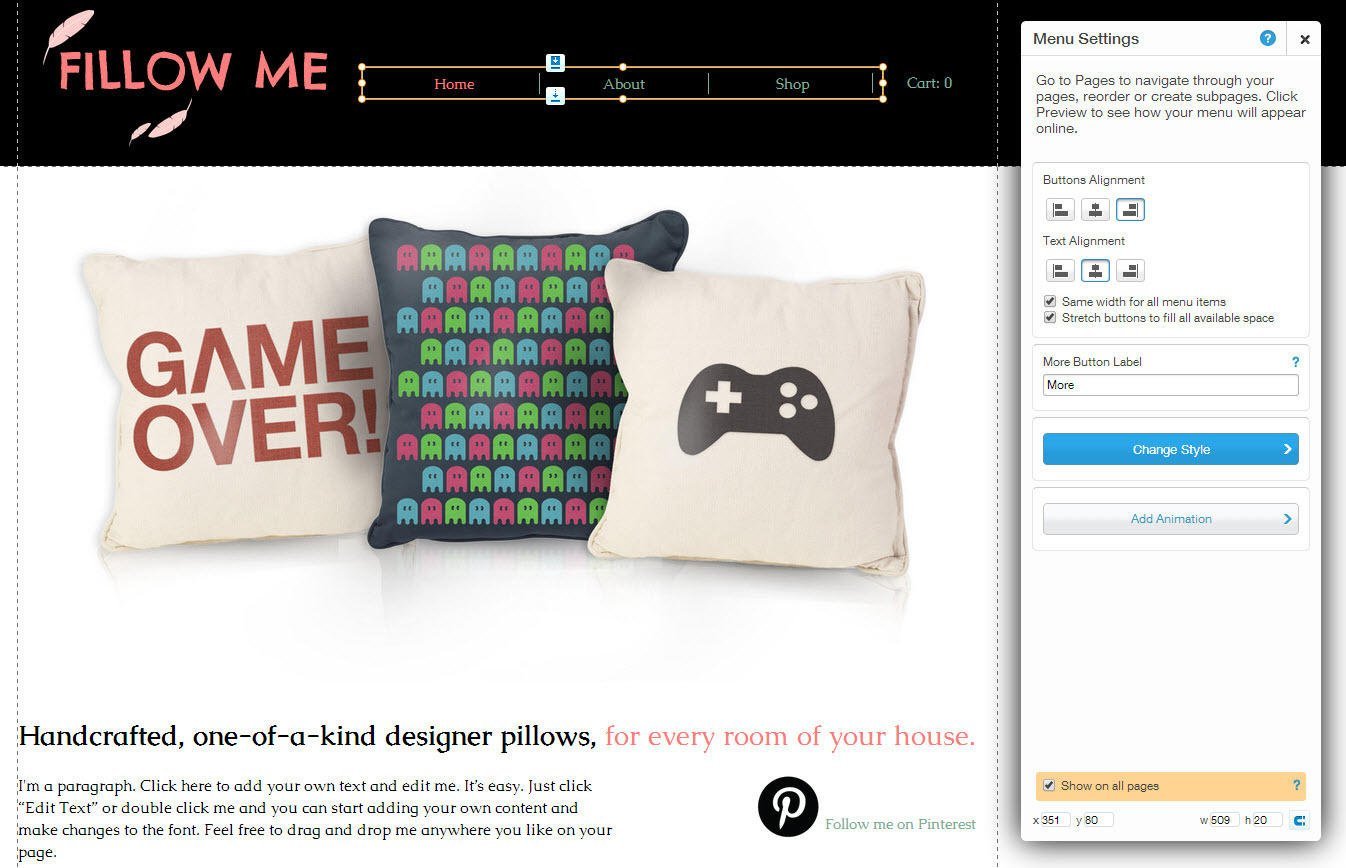 FILLOW ME
Home
About
Shop
Cart: 0
GAME
OVER!
Handcrafted, one-of-a-kind designer pillows, for every room of your house.
I'm a paragraph. Click here to add your own text and edit me. It's easy. Just click
“Edit Text” or double click me and you can start adding your own content and
make changes to the font. Feel free to drag and drop me anywhere you like on your
page.
Follow me on Pinterest
Menu Settings
?
×
Go to Pages to navigate through your
pages, reorder or create subpages. Click
Preview to see how your menu will appear
online.
Buttons Alignment
Text Alignment
Same width for all menu items
Stretch buttons to fill all available space
More Button Label
?
More
Change Style
Add Animation
Show on all pages
?
x 351 y 80 w 509 h 20